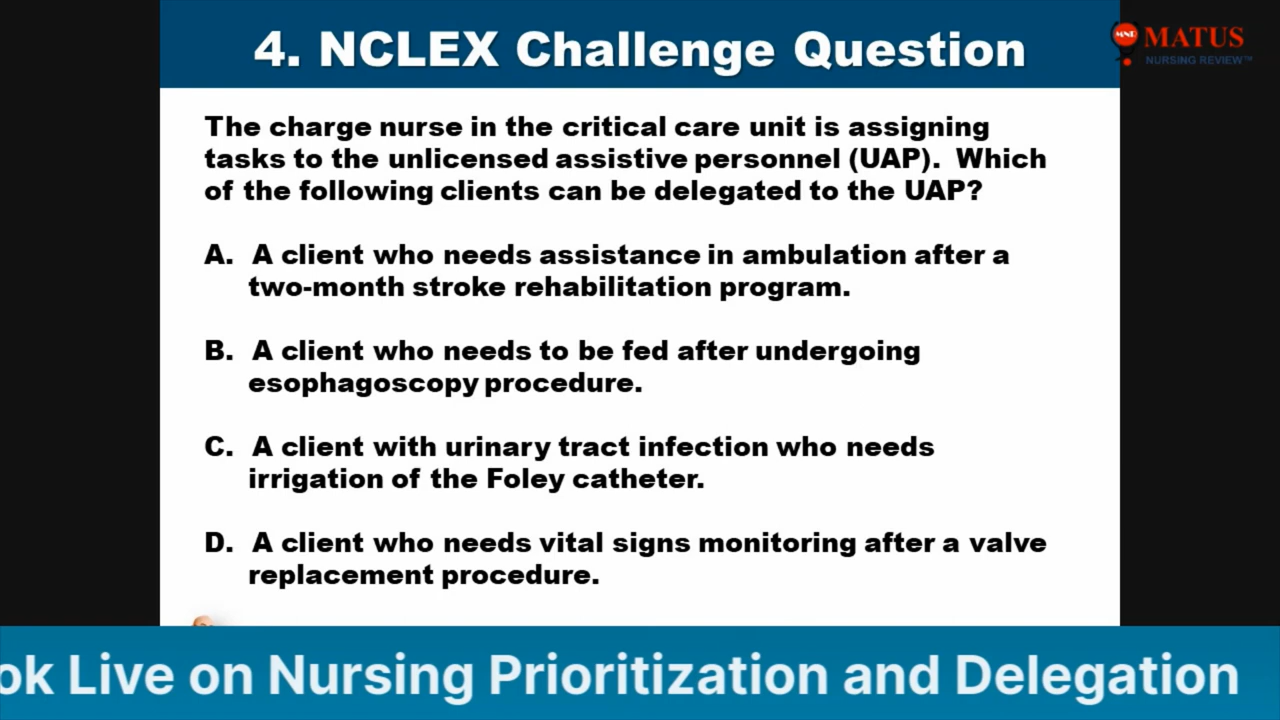 4. NCLEX Challenge Question
MNR MATUS
NURSING REVIEW™
The charge nurse in the critical care unit is assigning
tasks to the unlicensed assistive personnel (UAP).  Which
of the following clients can be delegated to the UAP?
A.  A client who needs assistance in ambulation after a
two-month stroke rehabilitation program.
B.  A client who needs to be fed after undergoing
esophagoscopy procedure.
C.  A client with urinary tract infection who needs
irrigation of the Foley catheter.
D.  A client who needs vital signs monitoring after a valve
replacement procedure.
ok Live on Nursing Prioritization and Delegation